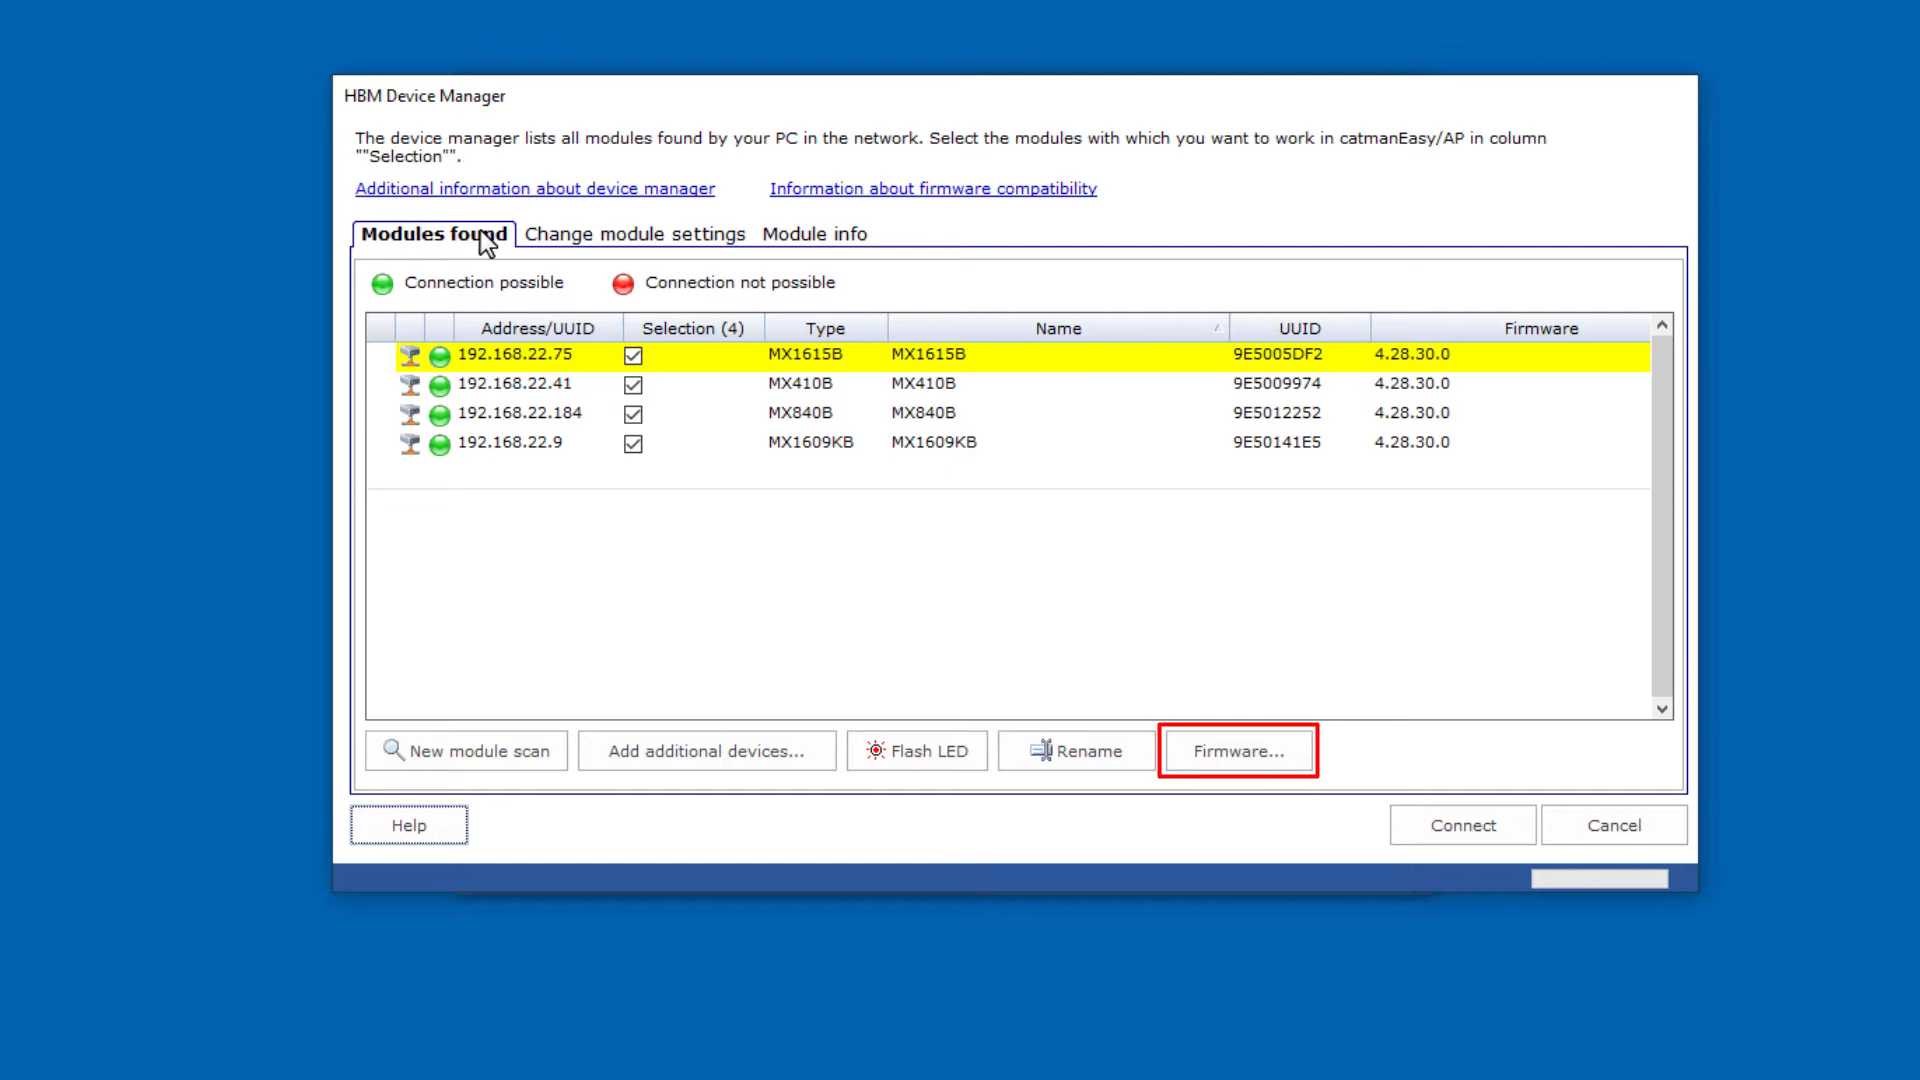 HBM Device Manager
The device manager lists all modules found by your PC in the network. Select the modules with which you want to work in catmanEasy/AP in column
""Selection"".
Additional information about device manager Information about firmware compatibility
Modules found Change module settings Module info
Connection possible Connection not possible
Address/UUID Selection (4) Type Name UUID Firmware
192.168.22.75 MX1615B MX1615B 9E5005DF2 4.28.30.0
192.168.22.41 MX410B MX410B 9E5009974 4.28.30.0
192.168.22.184 MX840B MX840B 9E5012252 4.28.30.0
192.168.22.9 MX1609KB MX1609KB 9E50141E5 4.28.30.0
New module scan Add additional devices... Flash LED Rename Firmware...
Help Connect Cancel